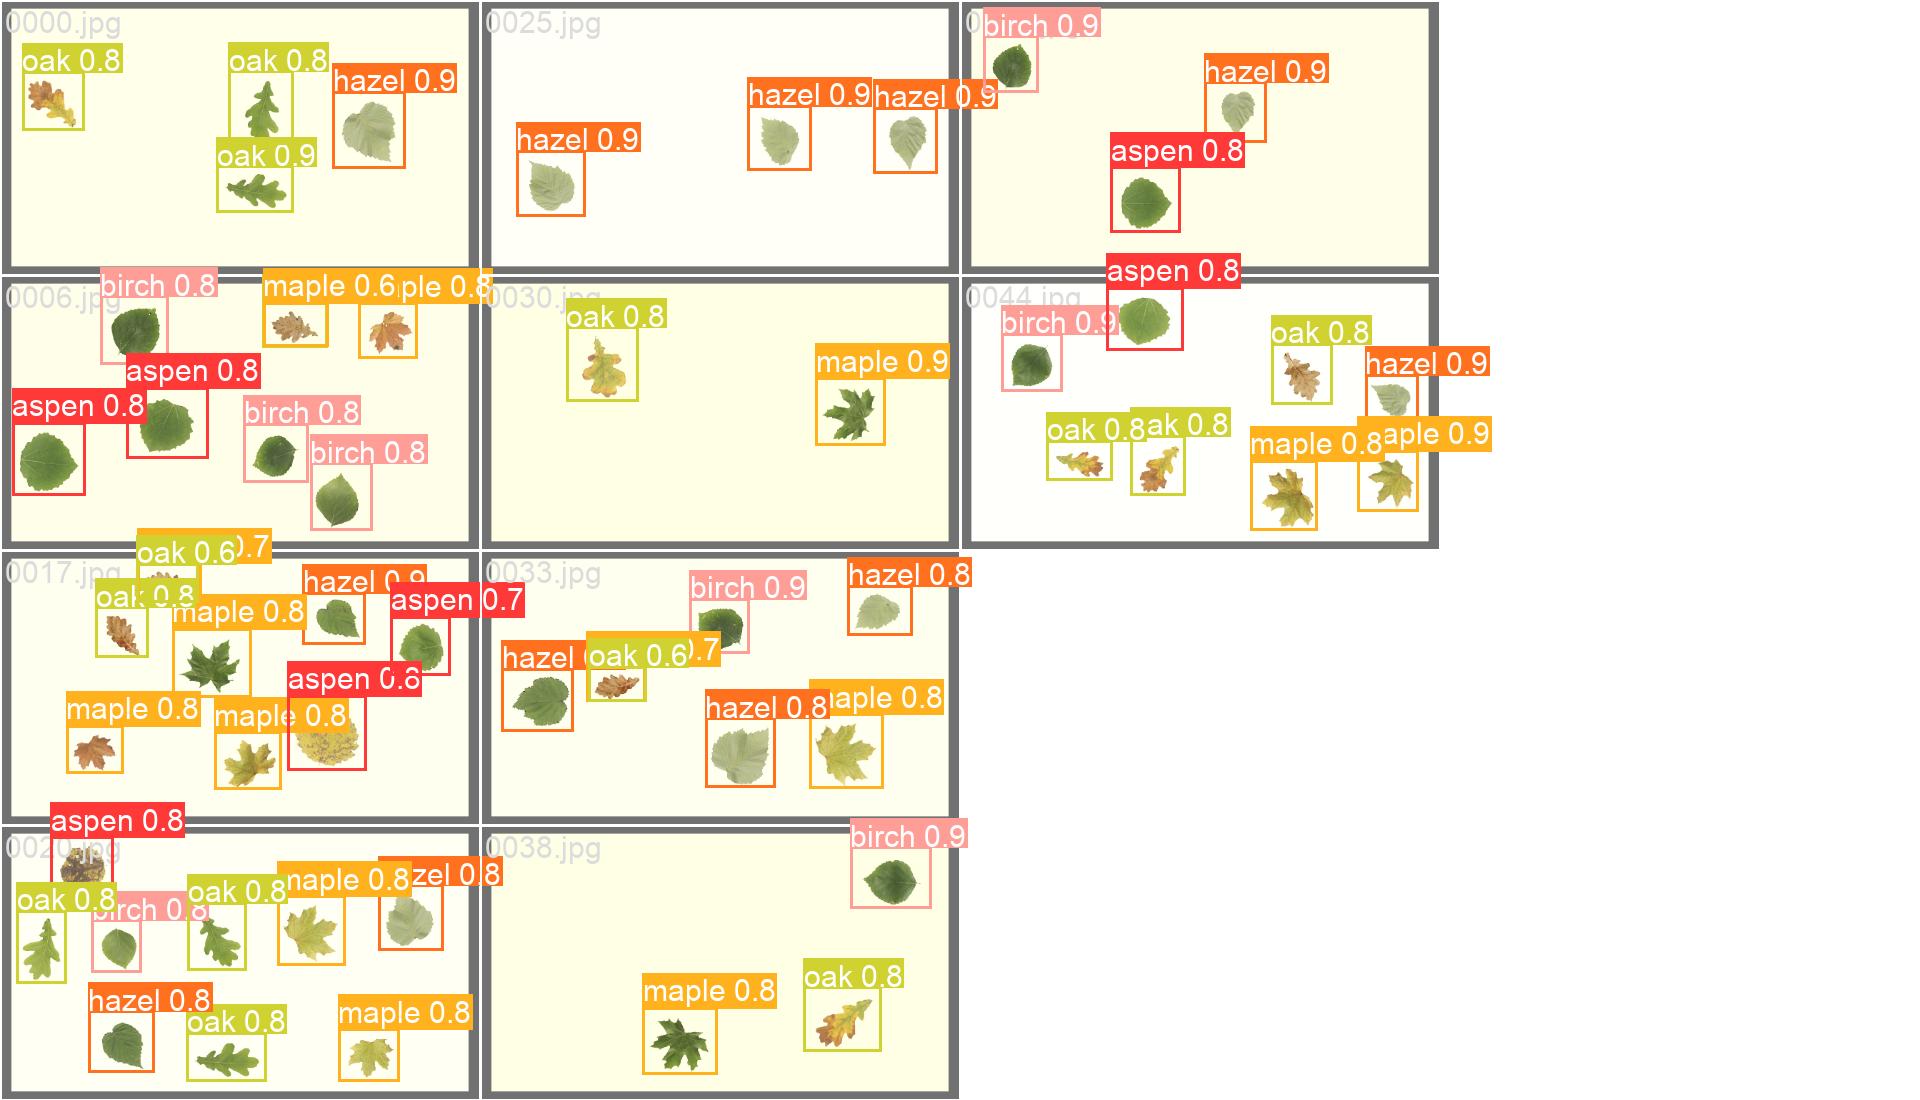 0000.jpg
oak 0.8
oak 0.8
hazel 0.9
oak 0.9
0025.jpg
hazel 0.9
hazel 0.9
hazel 0.9
birch 0.9
hazel 0.9
aspen 0.8
0006.jpg
birch 0.8
maple 0.6
ple 0.8
aspen 0.8
aspen 0.8
birch 0.8
birch 0.8
0030.jpg
oak 0.8
maple 0.9
0044.jpg
aspen 0.8
birch 0.9
oak 0.8
hazel 0.9
oak 0.8
ak 0.8
maple 0.8
aple 0.9
0017.jpg
oak 0.6
0.7
oak 0.8
hazel 0.9
aspen 0.7
maple 0.8
aspen 0.8
maple 0.8
maple 0.8
0033.jpg
birch 0.9
hazel 0.8
hazel
oak 0.6
0.7
hazel 0.8
maple 0.8
0020.jpg
aspen 0.8
oak 0.8
birch 0.8
oak 0.8
maple 0.8
zel 0.8
hazel 0.8
oak 0.8
maple 0.8
0038.jpg
birch 0.9
maple 0.8
oak 0.8